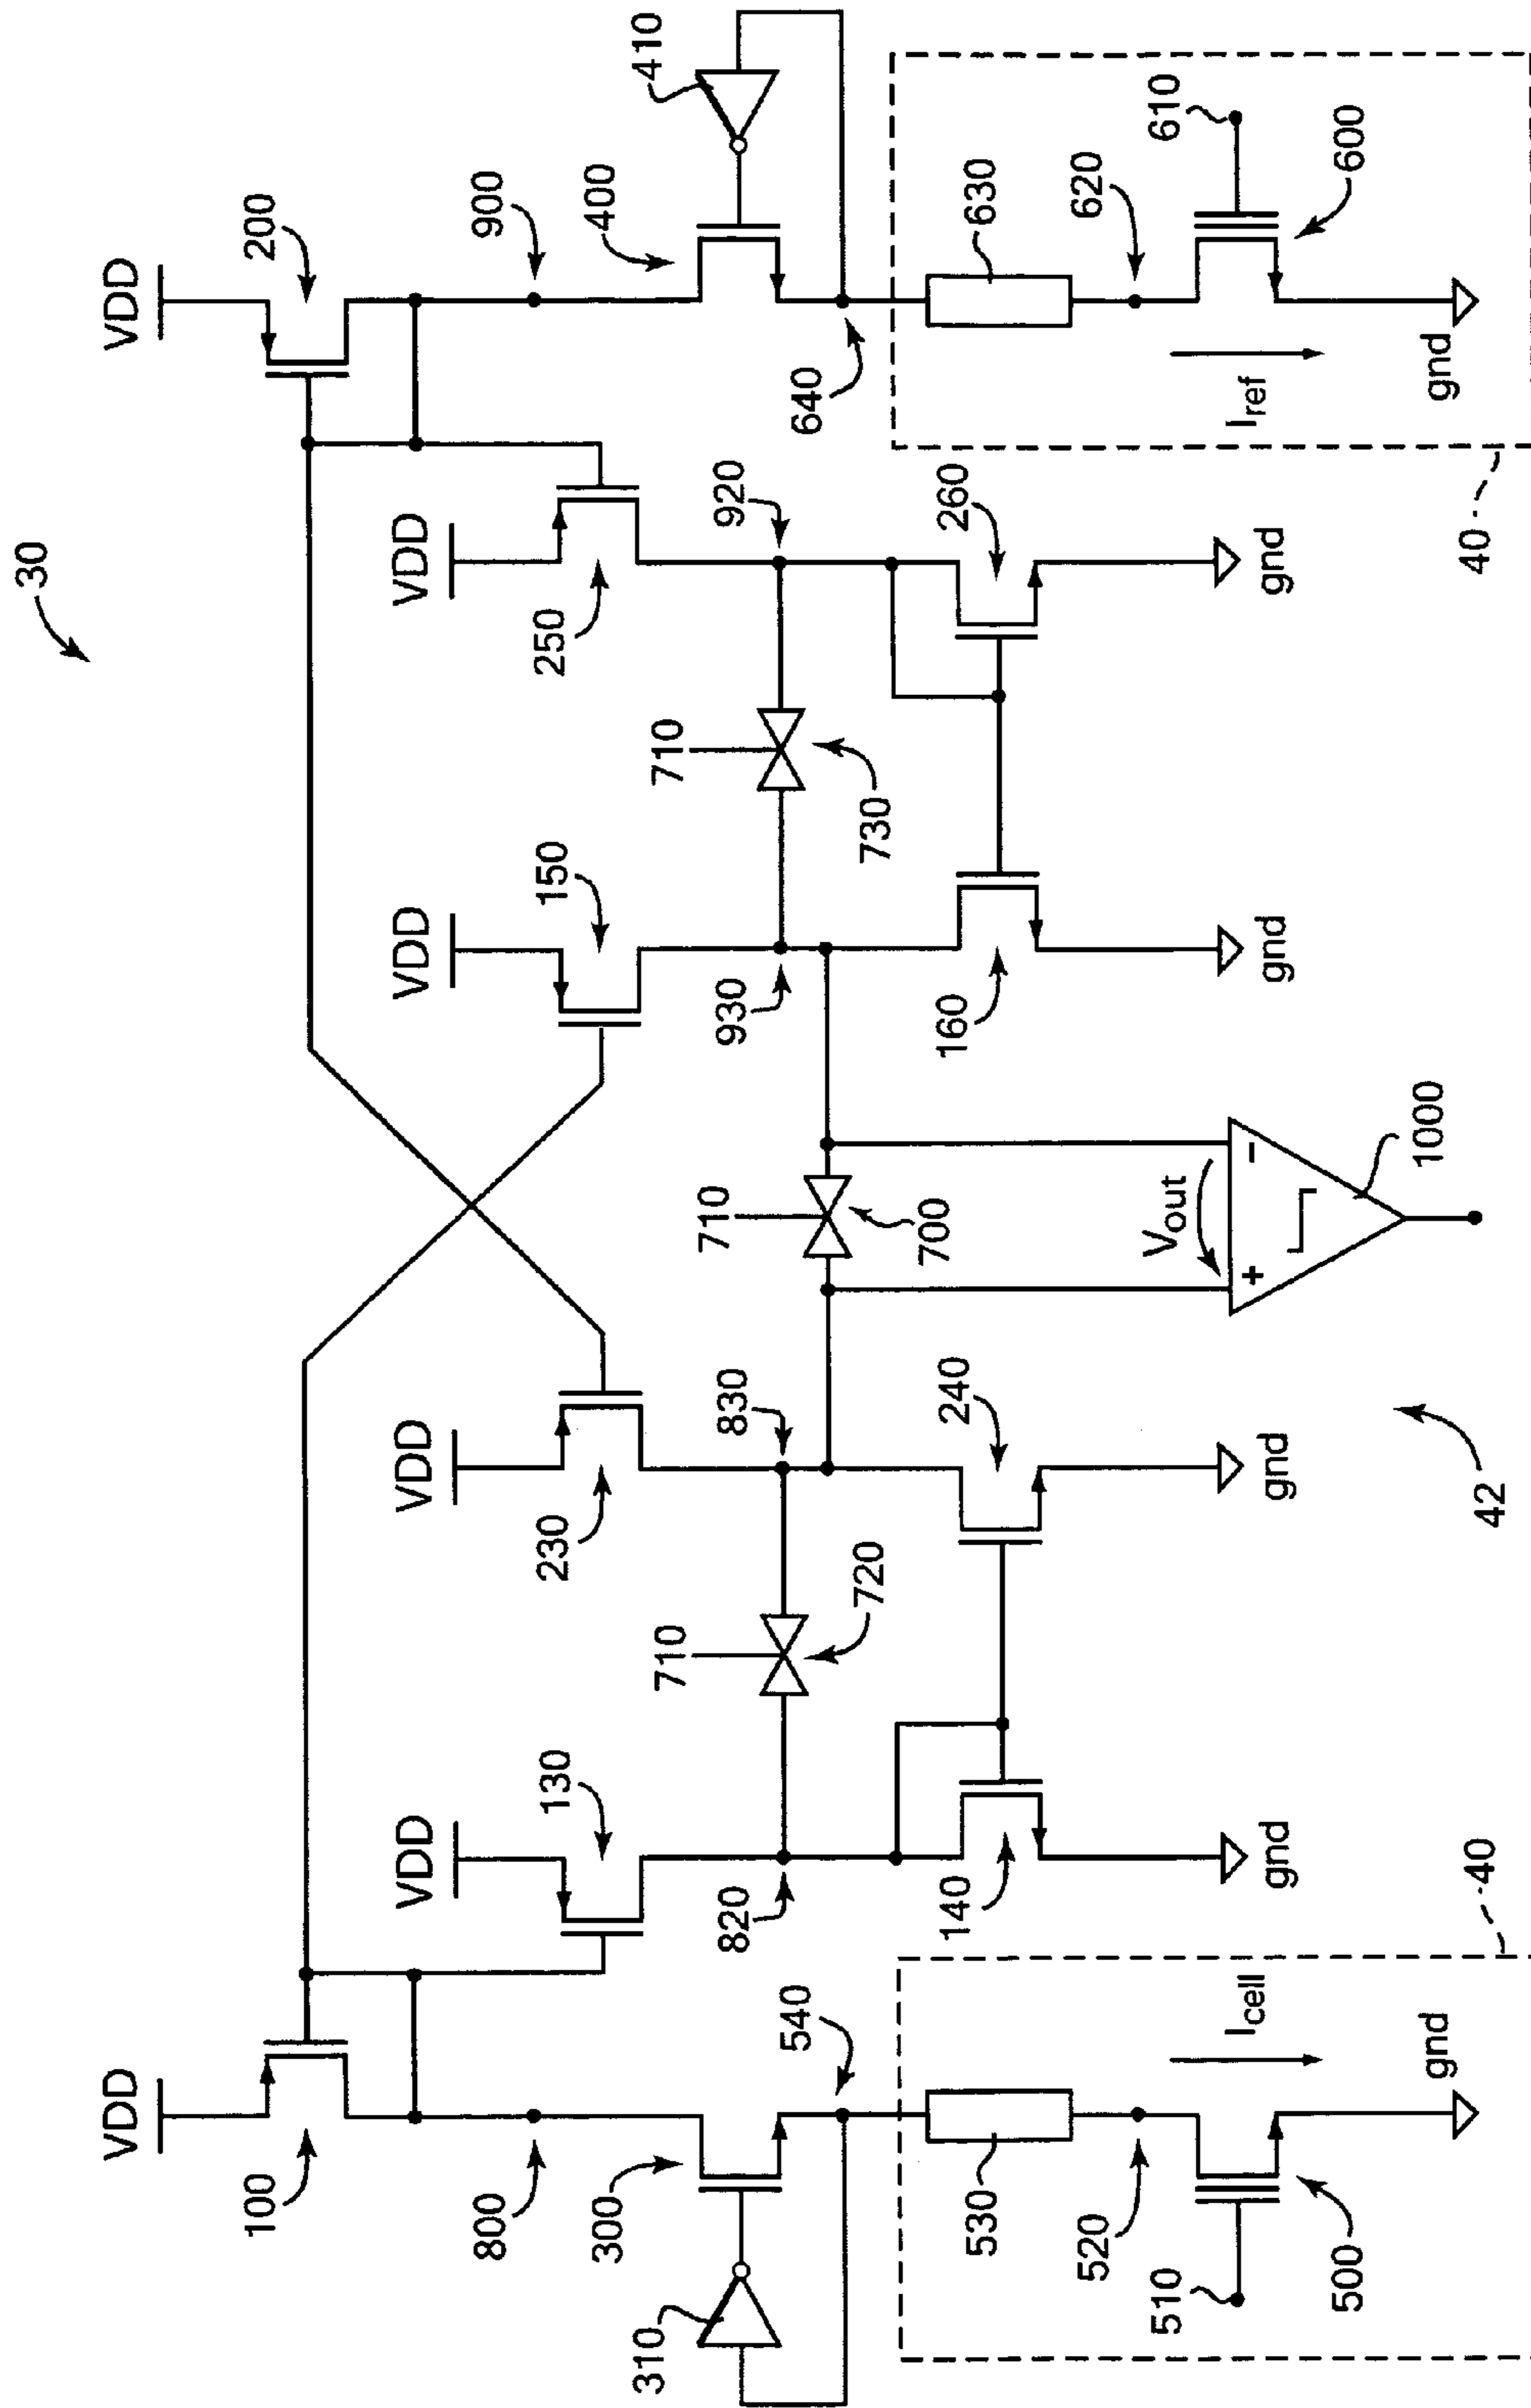 30
VDD
VDD
100
200
800
900
VDD
VDD
VDD
VDD
130
230
150
250
300
400
310
410
710
710
710
820
830
930
920
720
700
730
540
640
140
240
160
260
530
630
Vout
+
-
520
620
510
610
500
600
Icell
Iref
1000
gnd
gnd
gnd
gnd
gnd
gnd
40
42
40